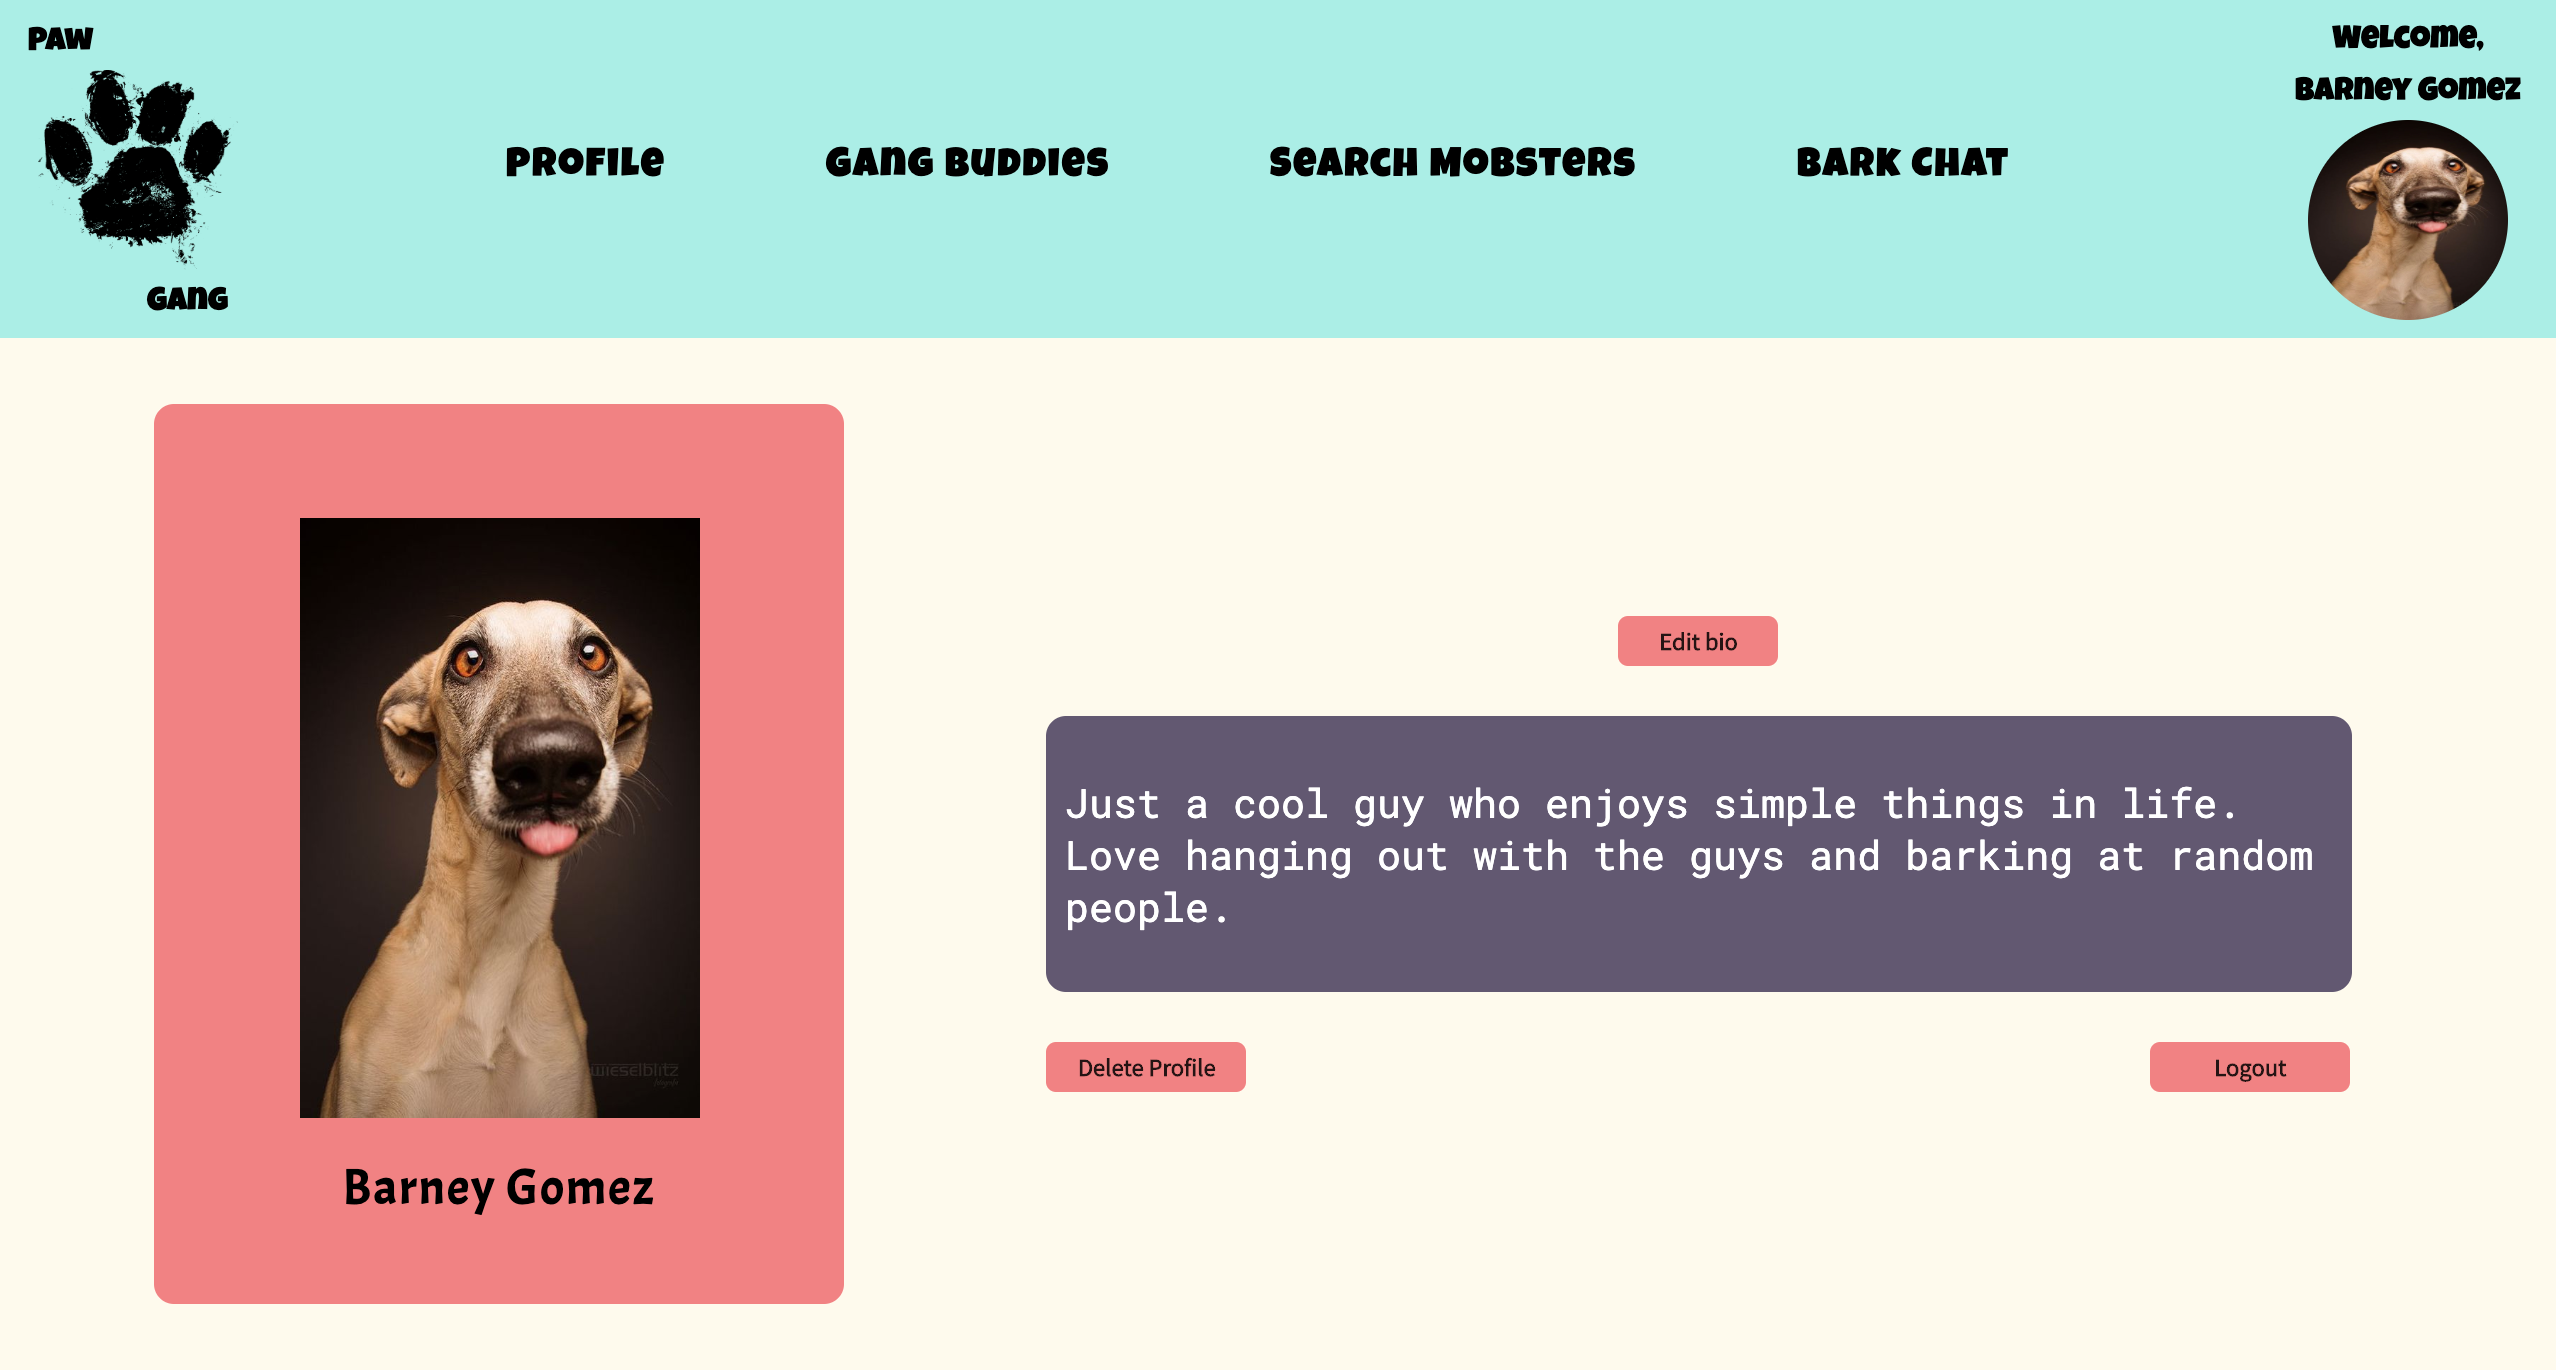 PAW
GANG
PROFILE
GANG BUDDIES
SEARCH MOBSTERS
BARK CHAT
Welcome,
Barney Gomez
wieselblitz
Barney Gomez
Edit bio
Just a cool guy who enjoys simple things in life.
Love hanging out with the guys and barking at random
people.
Delete Profile
Logout